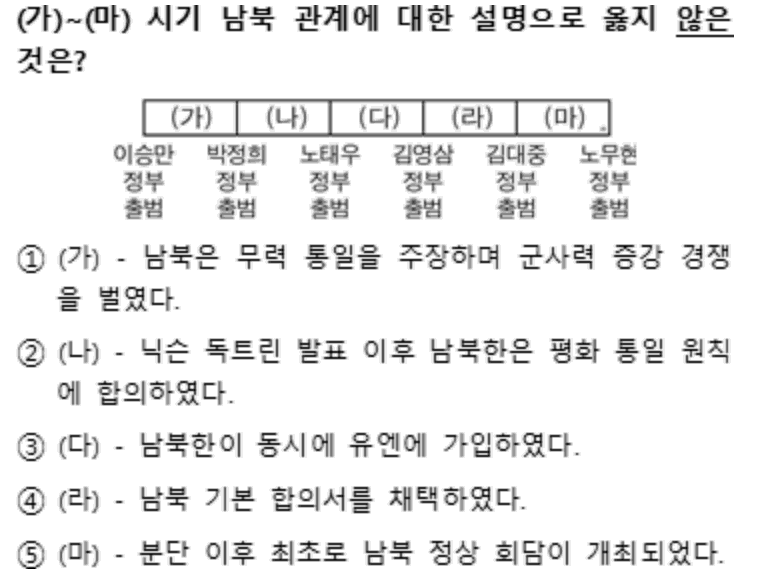 (가)~(마) 시기 남북 관계에 대한 설명으로 옳지 않은
것은?
(가) (나) (다) (라) (마)
이승만 박정희 노태우 김영삼 김대중 노무현
정부 정부 정부 정부 정부 정부
출범 출범 출범 출범 출범 출범
① (가) - 남북은 무력 통일을 주장하며 군사력 증강 경쟁
을 벌였다.
② (나) - 닉슨 독트린 발표 이후 남북한은 평화 통일 원칙
에 합의하였다.
③ (다) - 남북한이 동시에 유엔에 가입하였다.
④ (라) - 남북 기본 합의서를 채택하였다.
⑤ (마) - 분단 이후 최초로 남북 정상 회담이 개최되었다.